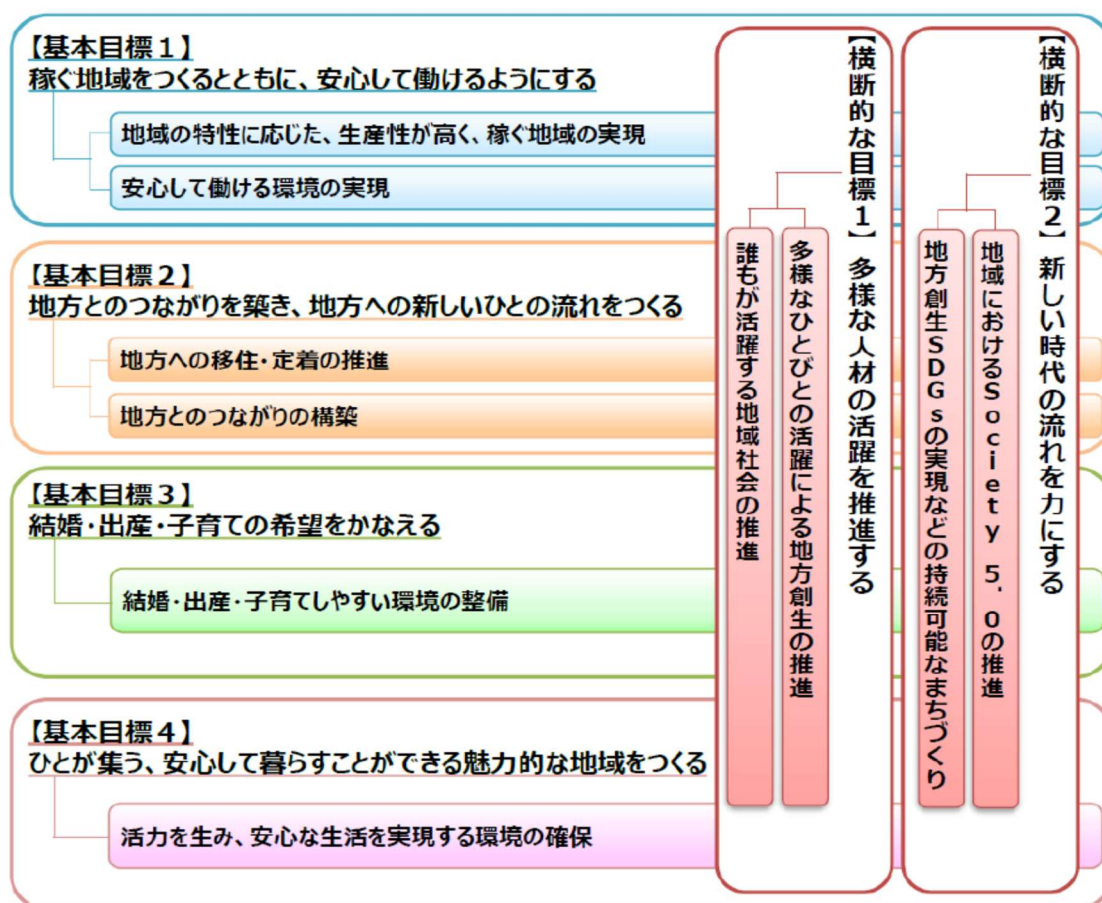 【基本目標１】
稼ぐ地域をつくるとともに、安心して働けるようにする
地域の特性に応じた、生産性が高く、稼ぐ地域の実現
安心して働ける環境の実現
【基本目標２】
地方とのつながりを築き、地方への新しいひとの流れをつくる
地方への移住・定着の推進
地方とのつながりの構築
【基本目標３】
結婚・出産・子育ての希望をかなえる
結婚・出産・子育てしやすい環境の整備
【基本目標４】
ひとが集う、安心して暮らすことができる魅力的な地域をつくる
活力を生み、安心な生活を実現する環境の確保
【横断的な目標１】多様な人材の活躍を推進する
多様なひとびとの活躍による地方創生の推進
誰もが活躍する地域社会の推進
【横断的な目標２】新しい時代の流れを力にする
地域におけるSociety 5.0の推進
地方創生SDGsの実現などの持続可能なまちづくり